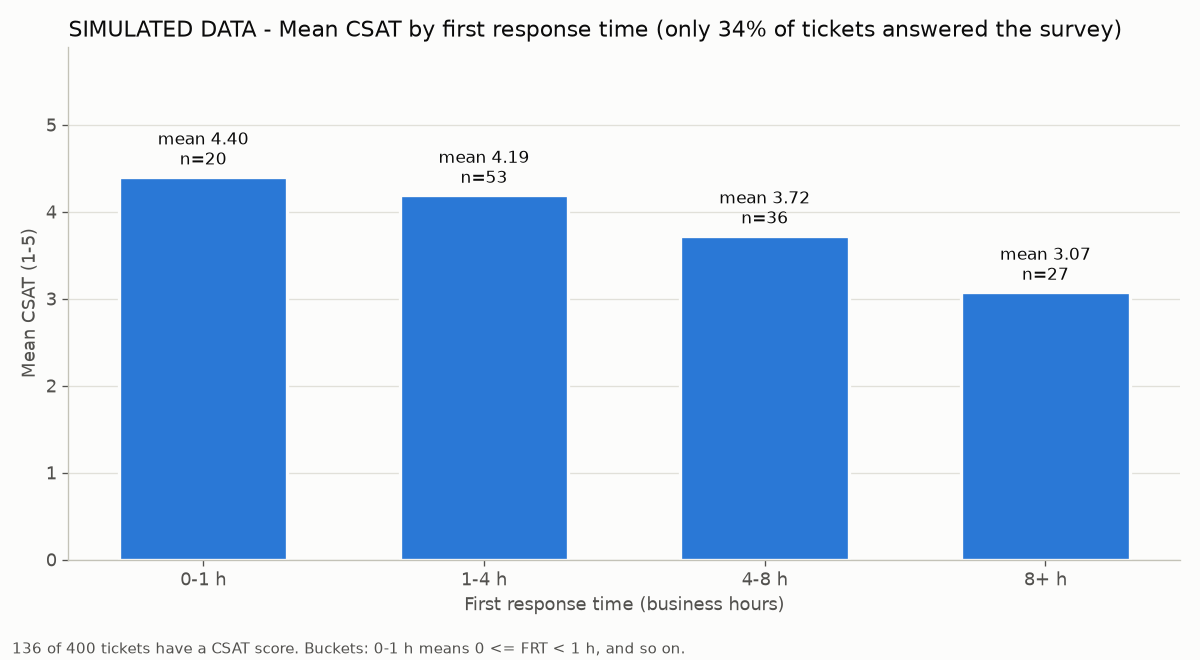 SIMULATED DATA - Mean CSAT by first response time (only 34% of tickets answered the survey)
mean 4.40
n=20
mean 4.19
n=53
mean 3.72
n=36
mean 3.07
n=27
5
4
3
2
1
0
Mean CSAT (1-5)
0-1 h
1-4 h
4-8 h
8+ h
First response time (business hours)
136 of 400 tickets have a CSAT score. Buckets: 0-1 h means 0 <= FRT < 1 h, and so on.